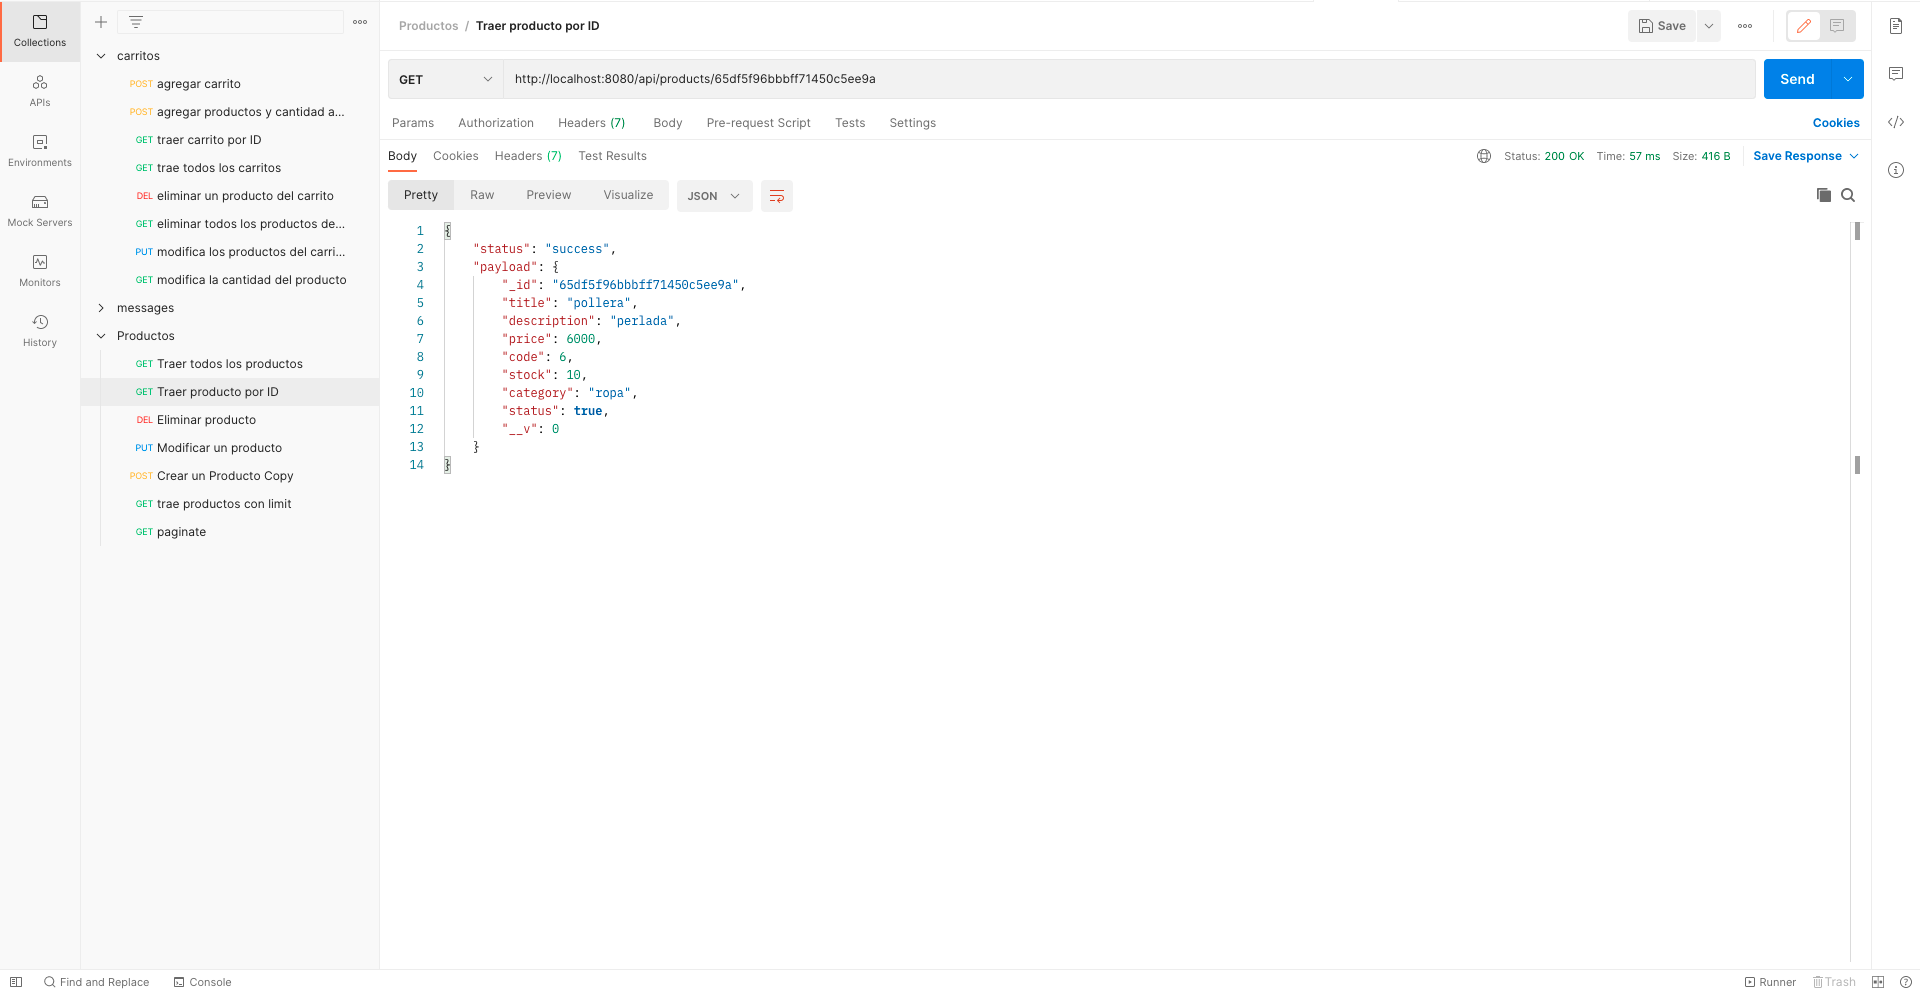 Collections
APIs
Environments
Mock Servers
Monitors
History
carritos
POST agregar carrito
POST agregar productos y cantidad a...
GET traer carrito por ID
GET trae todos los carritos
DEL eliminar un producto del carrito
GET eliminar todos los productos de...
PUT modifica los productos del carri...
GET modifica la cantidad del producto
messages
Productos
GET Traer todos los productos
GET Traer producto por ID
DEL Eliminar producto
PUT Modificar un producto
POST Crear un Producto Copy
GET trae productos con limit
GET paginate
Productos / Traer producto por ID
Save
GET http://localhost:8080/api/products/65df5f96bbbff71450c5ee9a
Send
Params Authorization Headers (7) Body Pre-request Script Tests Settings
Cookies
Body Cookies Headers (7) Test Results
Status: 200 OK Time: 57 ms Size: 416 B Save Response
Pretty Raw Preview Visualize JSON
1 {
2 "status": "success",
3 "payload": {
4 "_id": "65df5f96bbbff71450c5ee9a",
5 "title": "pollera",
6 "description": "perlada",
7 "price": 6000,
8 "code": 6,
9 "stock": 10,
10 "category": "ropa",
11 "status": true,
12 "__v": 0
13 }
14 }
Find and Replace Console
Runner Trash